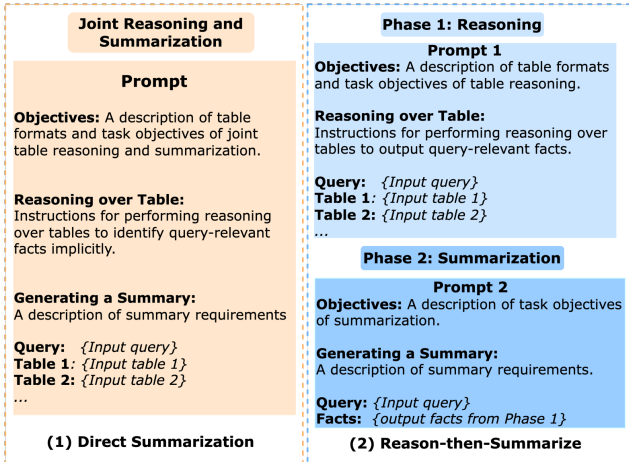 Joint Reasoning and
Summarization
Prompt
Objectives: A description of table
formats and task objectives of joint
table reasoning and summarization.
Reasoning over Table:
Instructions for performing reasoning
over tables to identify query-relevant
facts implicitly.
Generating a Summary:
A description of summary requirements
Query: {Input query}
Table 1: {Input table 1}
Table 2: {Input table 2}
...
(1) Direct Summarization
Phase 1: Reasoning
Prompt 1
Objectives: A description of table formats
and task objectives of table reasoning.
Reasoning over Table:
Instructions for performing reasoning over
tables to output query-relevant facts.
Query: {Input query}
Table 1: {Input table 1}
Table 2: {Input table 2}
...
Phase 2: Summarization
Prompt 2
Objectives: A description of task objectives
of summarization.
Generating a Summary:
A description of summary requirements.
Query: {Input query}
Facts: {output facts from Phase 1}
(2) Reason-then-Summarize